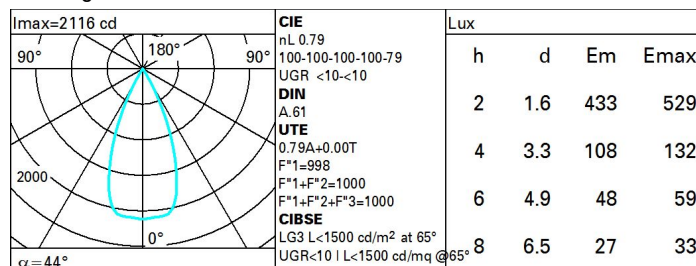 Imax=2116 cd
90° 180° 90°
2000
0°
α=44°
CIE
nL 0.79
100-100-100-100-79
UGR <10-<10
DIN
A.61
UTE
0.79A+0.00T
F"1=998
F"1+F"2=1000
F"1+F"2+F"3=1000
CIBSE
LG3 L<1500 cd/m² at 65°
UGR<10 | L<1500 cd/mq @65°
Lux
h d Em Emax
2 1.6 433 529
4 3.3 108 132
6 4.9 48 59
8 6.5 27 33